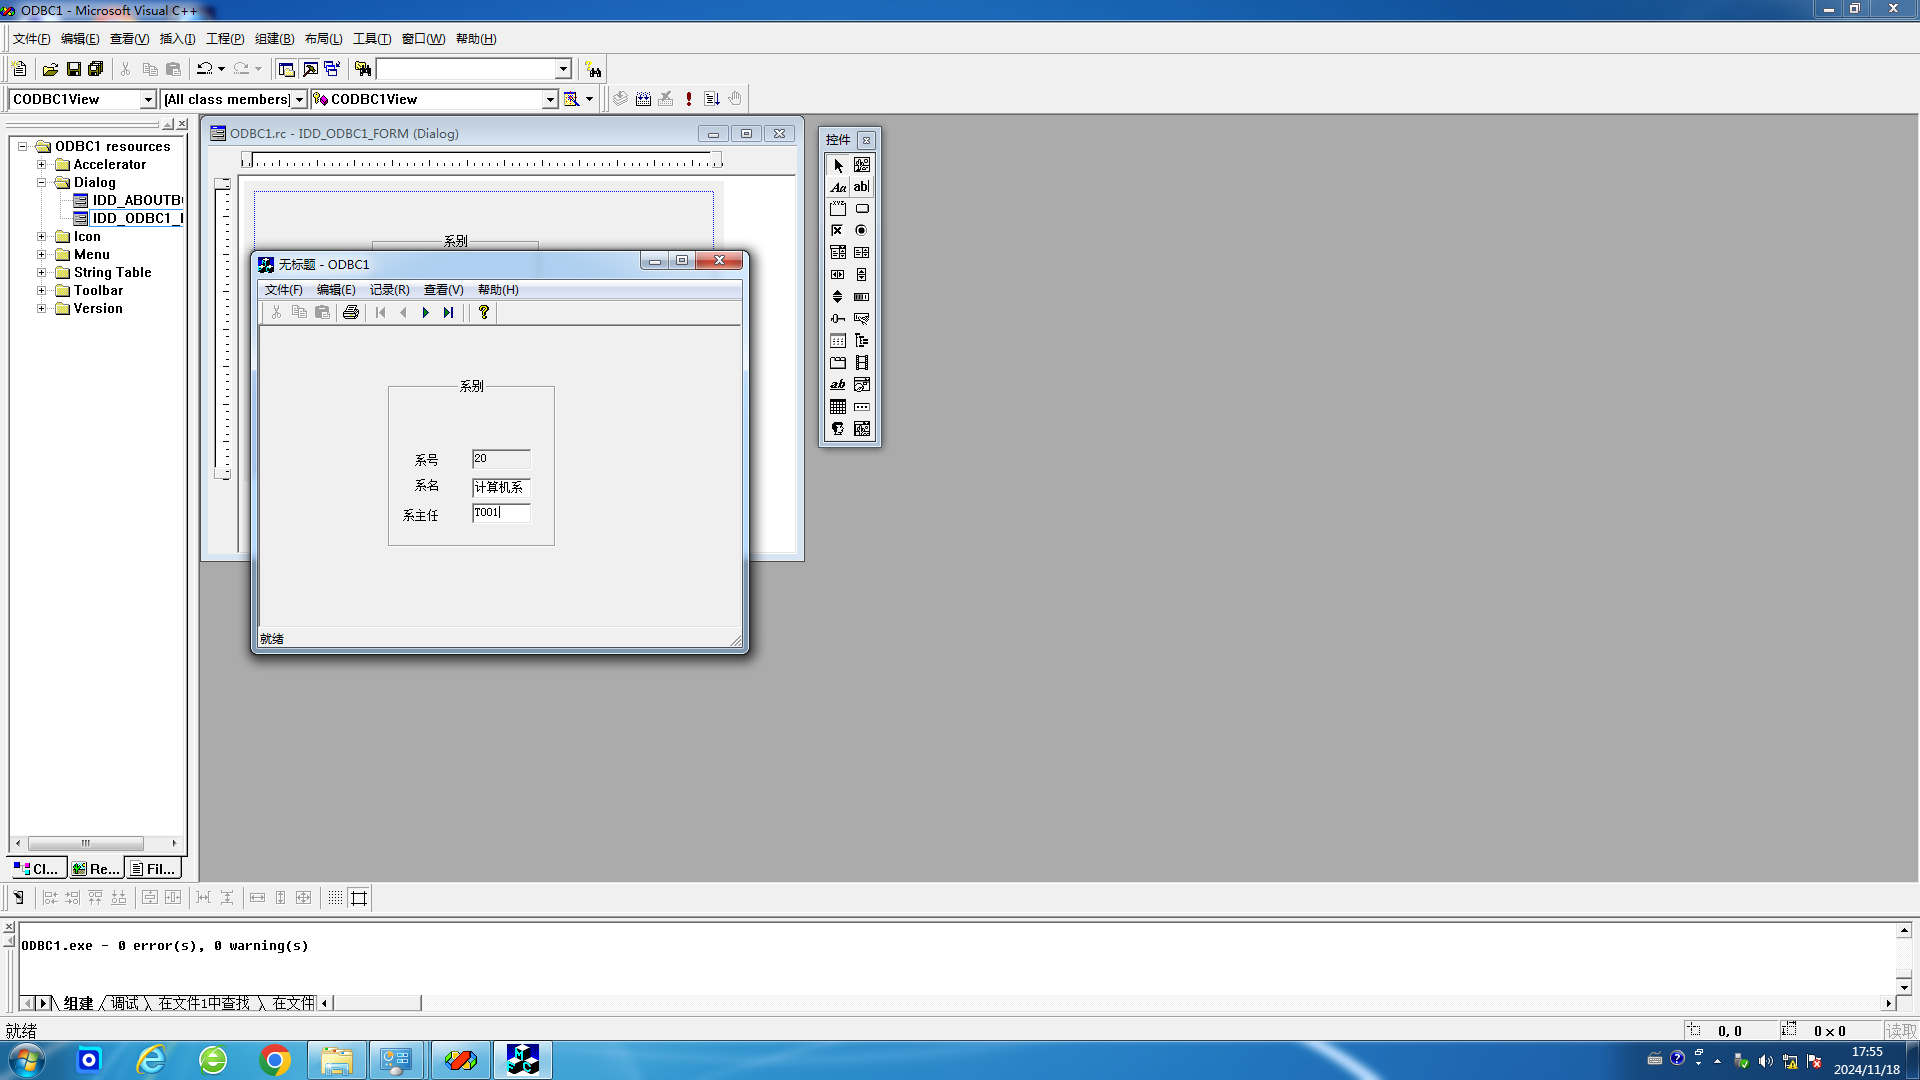 ODBC1 - Microsoft Visual C++
文件(F) 编辑(E) 查看(V) 插入(I) 工程(P) 组建(B) 布局(L) 工具(T) 窗口(W) 帮助(H)
CODBC1View [All class members] CODBC1View
ODBC1 resources
Accelerator
Dialog
IDD_ABOUTB
IDD_ODBC1_
Icon
Menu
String Table
Toolbar
Version
Cl... Re... Fil...
ODBC1.rc - IDD_ODBC1_FORM (Dialog)
系别
无标题 - ODBC1
文件(F) 编辑(E) 记录(R) 查看(V) 帮助(H)
系别
系号 20
系名 计算机系
系主任 T001
就绪
控件
Aa ab|
XYZ
ab
ODBC1.exe - 0 error(s), 0 warning(s)
组建 调试 在文件1中查找 在文件
就绪
0, 0 0 x 0 读取
17:55
2024/11/18